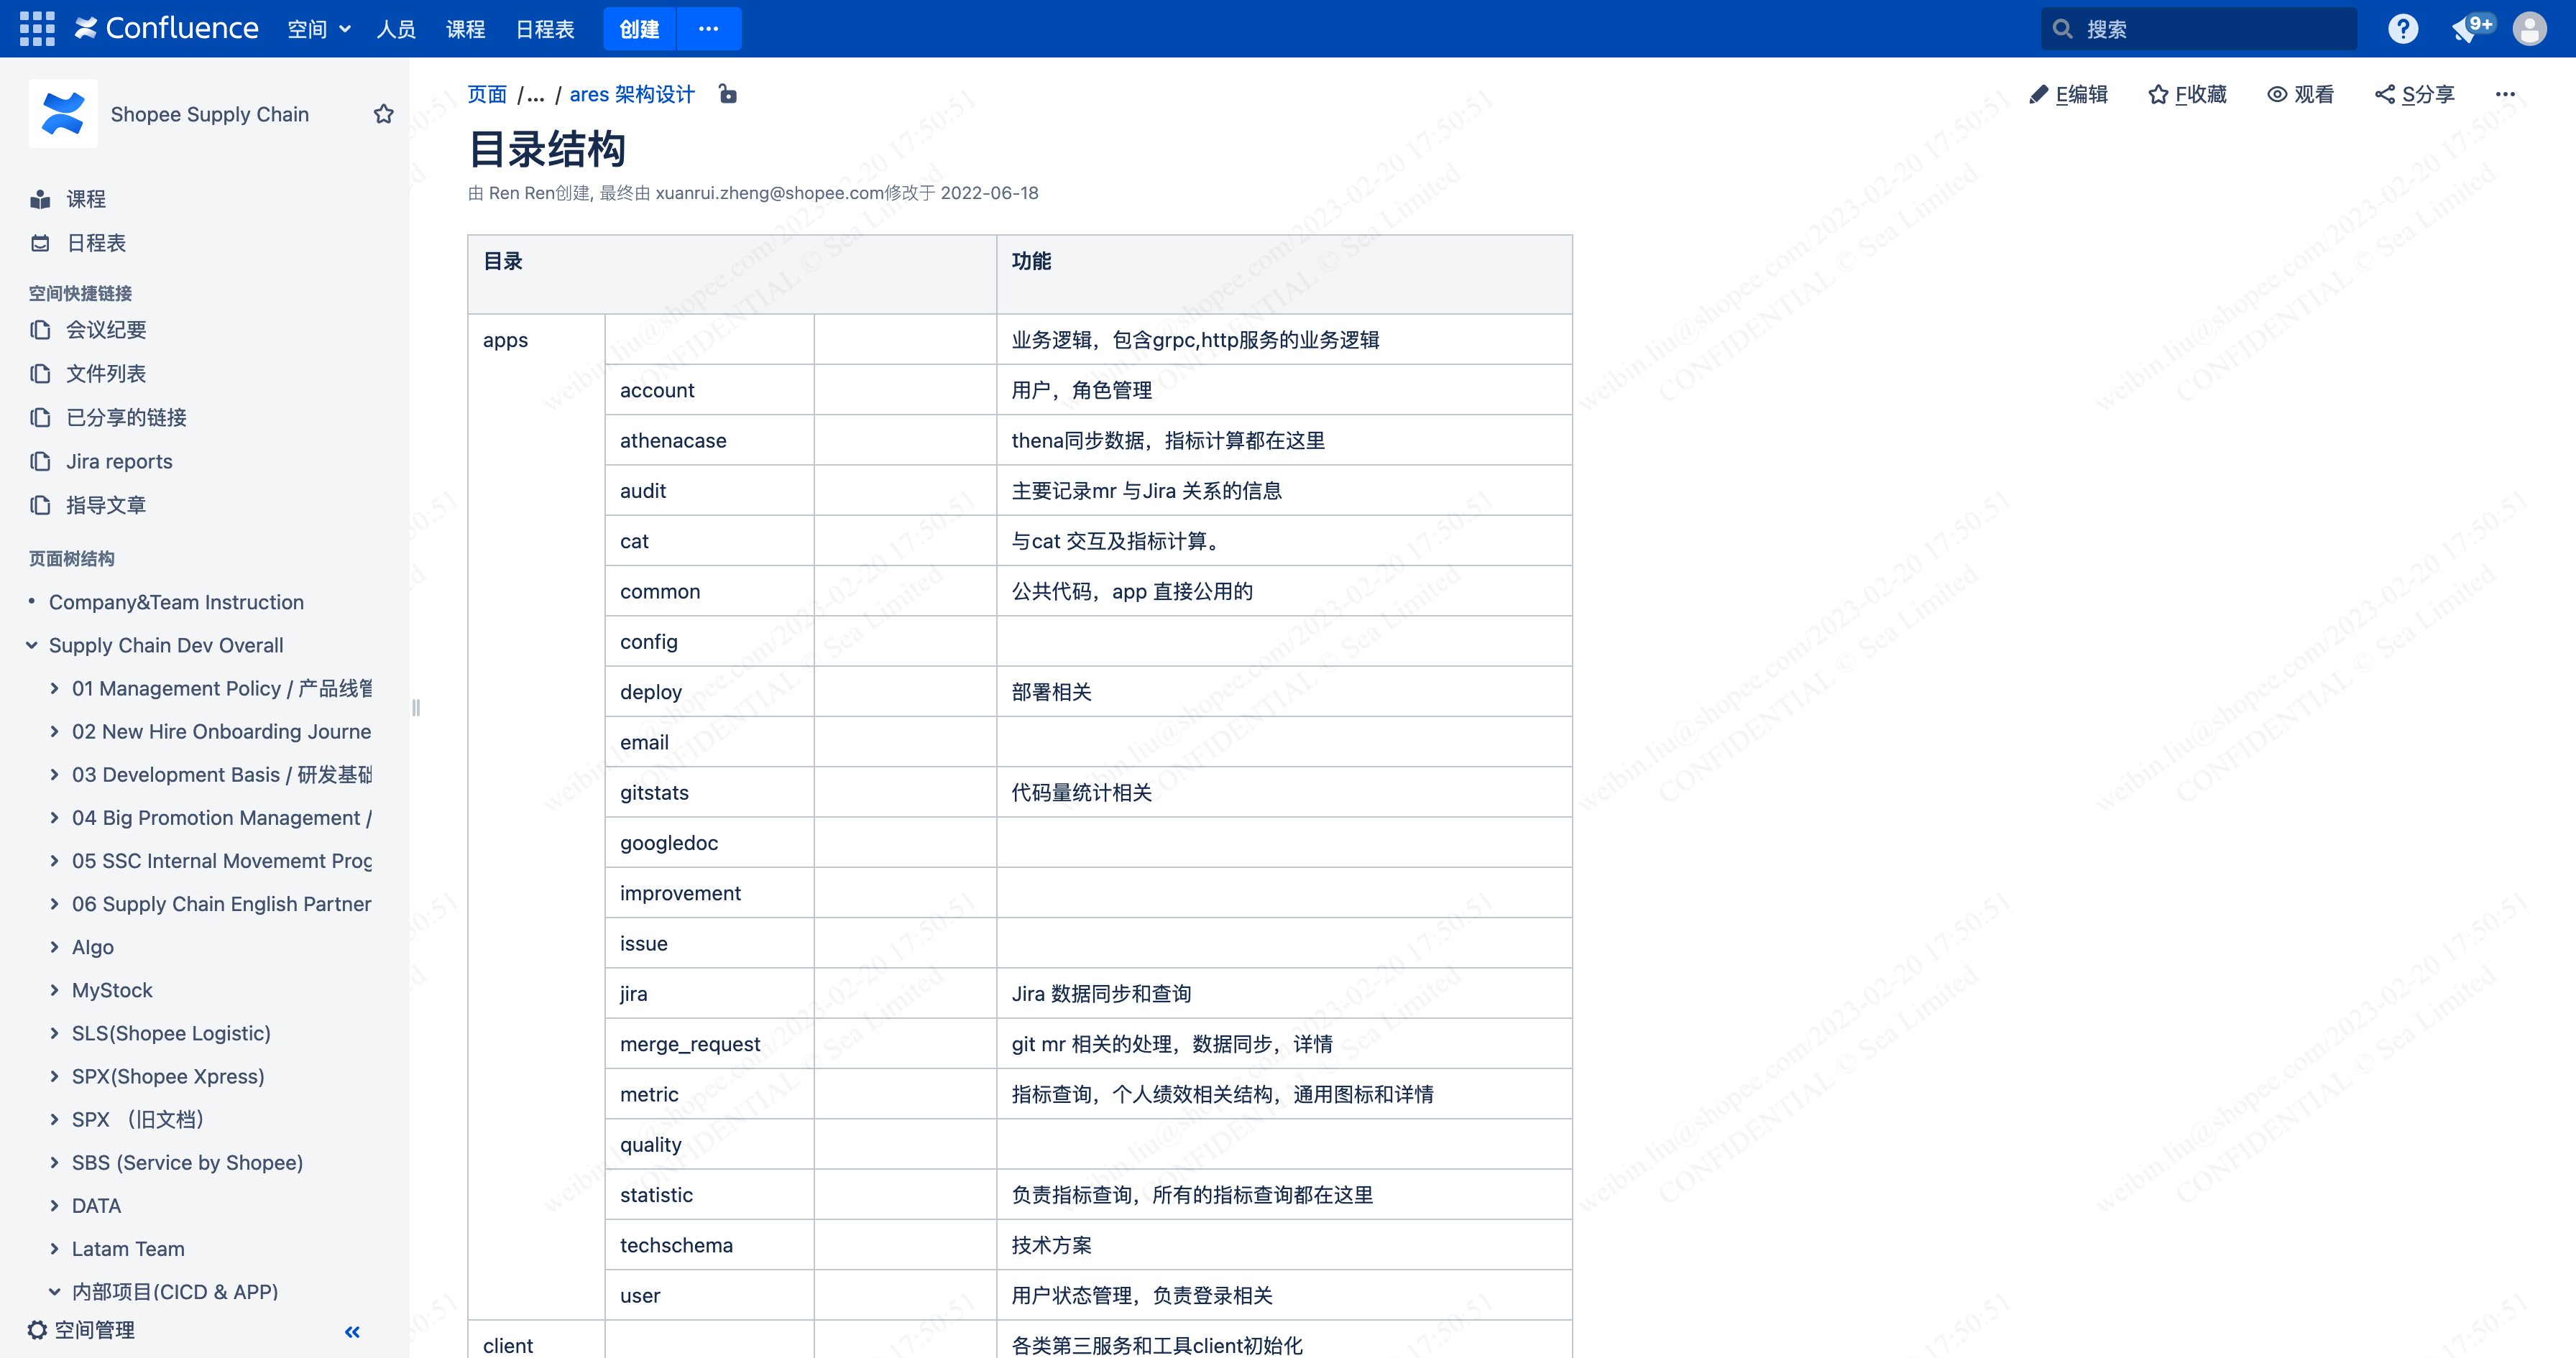 Confluence 空间 人员 课程 日程表 创建 ··· 搜索 9+
Shopee Supply Chain
课程
日程表
空间快捷链接
会议纪要
文件列表
已分享的链接
Jira reports
指导文章
页面树结构
• Company&Team Instruction
Supply Chain Dev Overall
01 Management Policy / 产品线管
02 New Hire Onboarding Journe
03 Development Basis / 研发基础
04 Big Promotion Management /
05 SSC Internal Movememt Prog
06 Supply Chain English Partner
Algo
MyStock
SLS(Shopee Logistic)
SPX(Shopee Xpress)
SPX （旧文档）
SBS (Service by Shopee)
DATA
Latam Team
内部项目(CICD & APP)
空间管理
页面 /... / ares 架构设计
E编辑 F收藏 观看 S分享 ···
目录结构
由 Ren Ren创建, 最终由 xuanrui.zheng@shopee.com修改于 2022-06-18
目录 功能
apps 业务逻辑，包含grpc,http服务的业务逻辑
account 用户，角色管理
athenacase thena同步数据，指标计算都在这里
audit 主要记录mr 与Jira 关系的信息
cat 与cat 交互及指标计算。
common 公共代码，app 直接公用的
config
deploy 部署相关
email
gitstats 代码量统计相关
googledoc
improvement
issue
jira Jira 数据同步和查询
merge_request git mr 相关的处理，数据同步，详情
metric 指标查询，个人绩效相关结构，通用图标和详情
quality
statistic 负责指标查询，所有的指标查询都在这里
techschema 技术方案
user 用户状态管理，负责登录相关
client 各类第三服务和工具client初始化
weibin.liu@shopee.com/2023-02-20 17:50:51
CONFIDENTIAL © Sea Limited